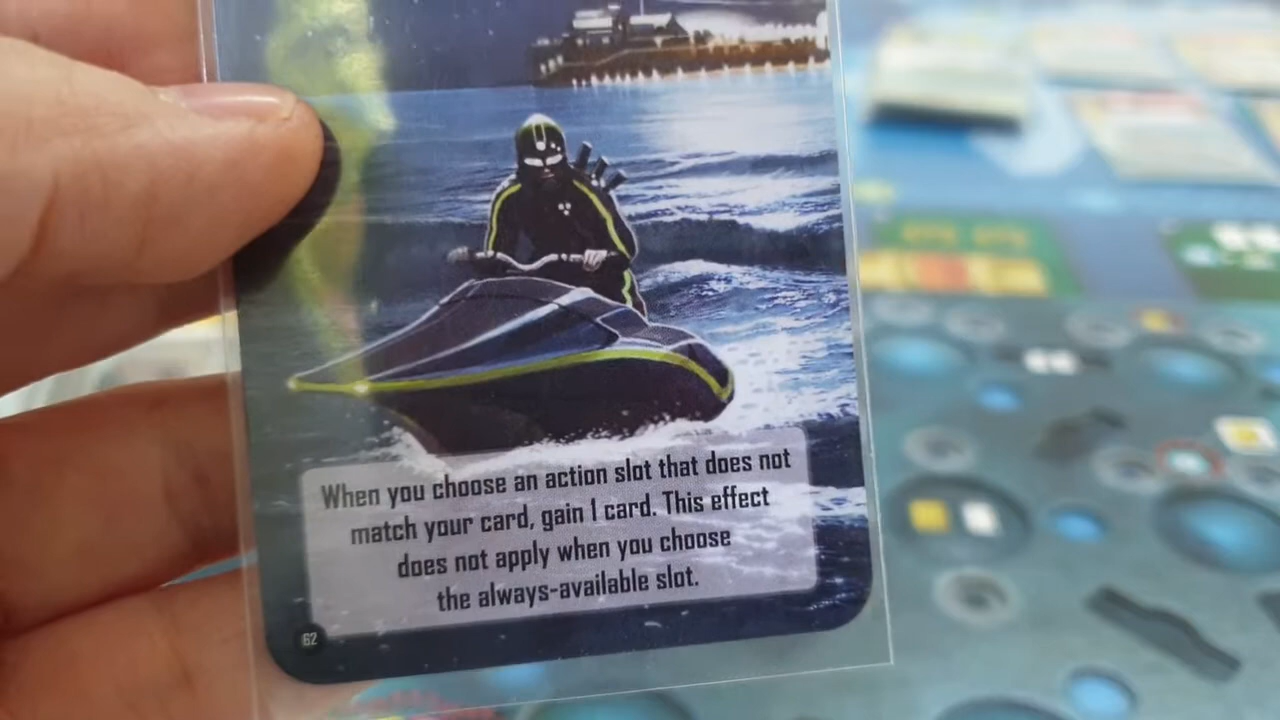 When you choose an action slot that does not
match your card, gain 1 card. This effect
does not apply when you choose
the always-available slot.
62